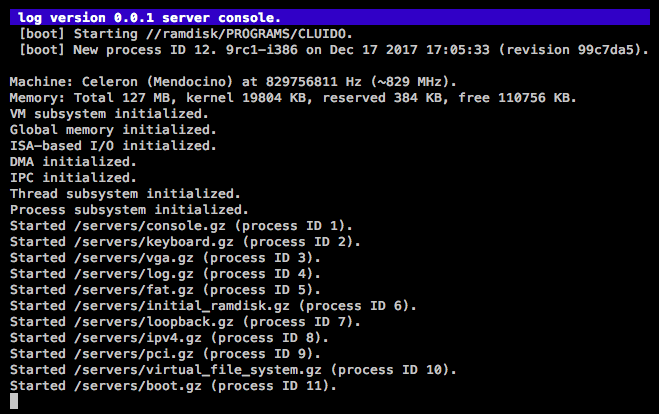 log version 0.0.1 server console.
[boot] Starting //ramdisk/PROGRAMS/CLUIDO.
[boot] New process ID 12. 9rc1-i386 on Dec 17 2017 17:05:33 (revision 99c7da5).
Machine: Celeron (Mendocino) at 829756811 Hz (~829 MHz).
Memory: Total 127 MB, kernel 19804 KB, reserved 384 KB, free 110756 KB.
VM subsystem initialized.
Global memory initialized.
ISA-based I/O initialized.
DMA initialized.
IPC initialized.
Thread subsystem initialized.
Process subsystem initialized.
Started /servers/console.gz (process ID 1).
Started /servers/keyboard.gz (process ID 2).
Started /servers/vga.gz (process ID 3).
Started /servers/log.gz (process ID 4).
Started /servers/fat.gz (process ID 5).
Started /servers/initial_ramdisk.gz (process ID 6).
Started /servers/loopback.gz (process ID 7).
Started /servers/ipv4.gz (process ID 8).
Started /servers/pci.gz (process ID 9).
Started /servers/virtual_file_system.gz (process ID 10).
Started /servers/boot.gz (process ID 11).